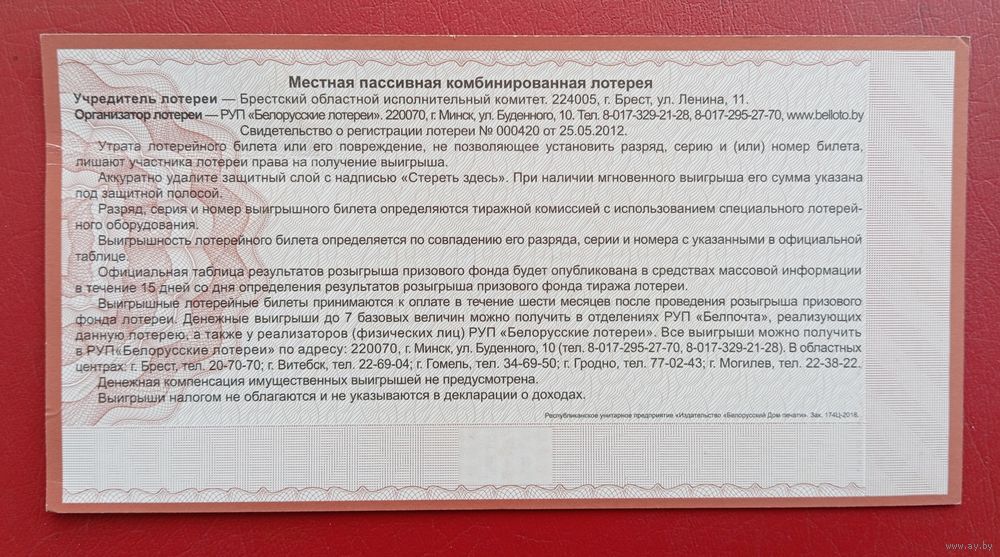 Местная пассивная комбинированная лотерея
Учредитель лотереи — Брестский областной исполнительный комитет. 224005, г. Брест, ул. Ленина, 11.
Организатор лотереи — РУП «Белорусские лотереи». 220070, г. Минск, ул. Буденного, 10. Тел. 8-017-329-21-28, 8-017-295-27-70, www.belloto.by
Свидетельство о регистрации лотереи № 000420 от 25.05.2012.
Утрата лотерейного билета или его повреждение, не позволяющее установить разряд, серию и (или) номер билета,
лишают участника лотереи права на получение выигрыша.
Аккуратно удалите защитный слой с надписью «Стереть здесь». При наличии мгновенного выигрыша его сумма указана
под защитной полосой.
Разряд, серия и номер выигрышного билета определяются тиражной комиссией с использованием специального лотерей-
ного оборудования.
Выигрышность лотерейного билета определяется по совпадению его разряда, серии и номера с указанными в официальной
таблице.
Официальная таблица результатов розыгрыша призового фонда будет опубликована в средствах массовой информации
в течение 15 дней со дня определения результатов розыгрыша призового фонда тиража лотереи.
Выигрышные лотерейные билеты принимаются к оплате в течение шести месяцев после проведения розыгрыша призового
фонда лотереи. Денежные выигрыши до 7 базовых величин можно получить в отделениях РУП «Белпочта», реализующих
данную лотерею, а также у реализаторов (физических лиц) РУП «Белорусские лотереи». Все выигрыши можно получить
в РУП«Белорусские лотереи» по адресу: 220070, г. Минск, ул. Буденного, 10 (тел. 8-017-295-27-70, 8-017-329-21-28). В областных
центрах: г. Брест, тел. 20-70-70; г. Витебск, тел. 22-69-04; г. Гомель, тел. 34-69-50; г. Гродно, тел. 77-02-43; г. Могилев, тел. 22-38-22.
Денежная компенсация имущественных выигрышей не предусмотрена.
Выигрыши налогом не облагаются и не указываются в декларации о доходах.
Республиканское унитарное предприятие «Издательство «Белорусский Дом печати». Зак. 174Ц-2018.
www.ay.by